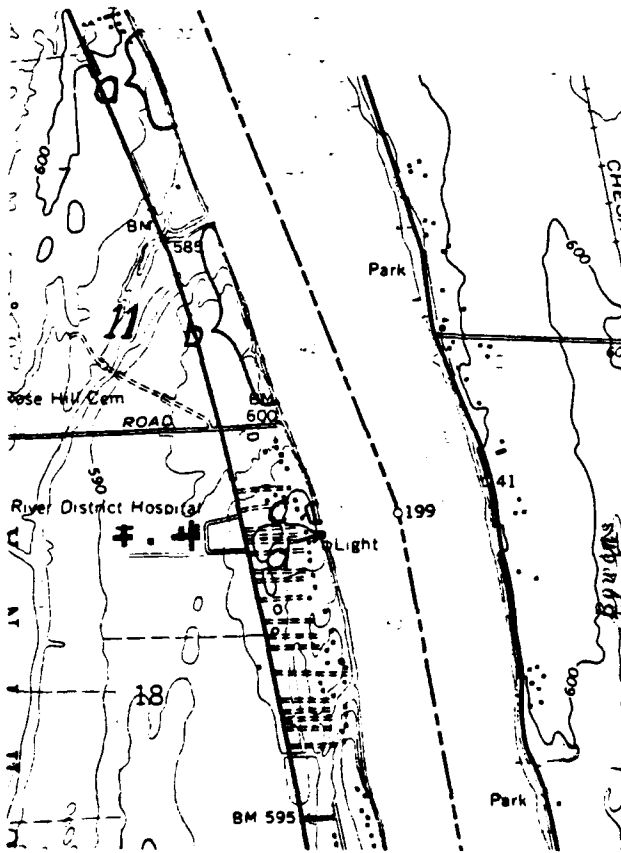 600
BM
585
Park
600
11
Rose Hill Cem
BM
600
ROAD
590
River District Hospital
41
199
Light
18
600
BM 595
Park